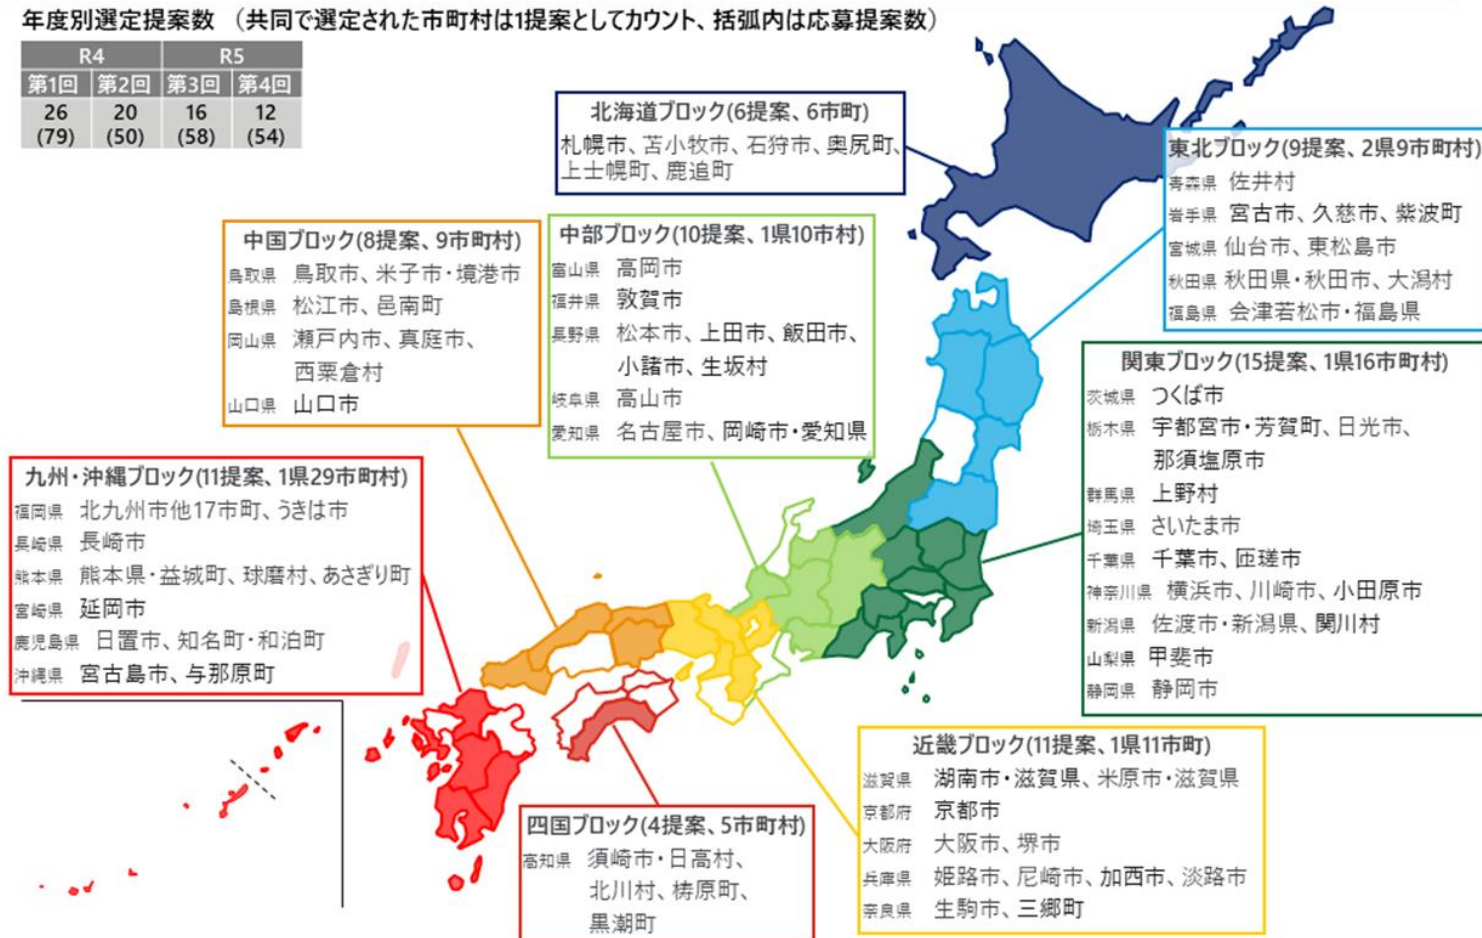 年度別選定提案数 （共同で選定された市町村は1提案としてカウント、括弧内は応募提案数）
R4 R5
第1回 第2回 第3回 第4回
26 20 16 12
(79) (50) (58) (54)
北海道ブロック(6提案、6市町)
札幌市、苫小牧市、石狩市、奥尻町、
上士幌町、鹿追町
東北ブロック(9提案、2県9市町村)
青森県 佐井村
岩手県 宮古市、久慈市、紫波町
宮城県 仙台市、東松島市
秋田県 秋田県・秋田市、大潟村
福島県 会津若松市・福島県
中国ブロック(8提案、9市町村)
鳥取県 鳥取市、米子市・境港市
島根県 松江市、邑南町
岡山県 瀬戸内市、真庭市、
西粟倉村
山口県 山口市
中部ブロック(10提案、1県10市村)
富山県 高岡市
福井県 敦賀市
長野県 松本市、上田市、飯田市、
小諸市、生坂村
岐阜県 高山市
愛知県 名古屋市、岡崎市・愛知県
関東ブロック(15提案、1県16市町村)
茨城県 つくば市
栃木県 宇都宮市・芳賀町、日光市、
那須塩原市
群馬県 上野村
埼玉県 さいたま市
千葉県 千葉市、匝瑳市
神奈川県 横浜市、川崎市、小田原市
新潟県 佐渡市・新潟県、関川村
山梨県 甲斐市
静岡県 静岡市
九州・沖縄ブロック(11提案、1県29市町村)
福岡県 北九州市他17市町、うきは市
長崎県 長崎市
熊本県 熊本県・益城町、球磨村、あさぎり町
宮崎県 延岡市
鹿児島県 日置市、知名町・和泊町
沖縄県 宮古島市、与那原町
近畿ブロック(11提案、1県11市町)
滋賀県 湖南市・滋賀県、米原市・滋賀県
京都府 京都市
大阪府 大阪市、堺市
兵庫県 姫路市、尼崎市、加西市、淡路市
奈良県 生駒市、三郷町
四国ブロック(4提案、5市町村)
高知県 須崎市・日高村、
北川村、梼原町、
黒潮町